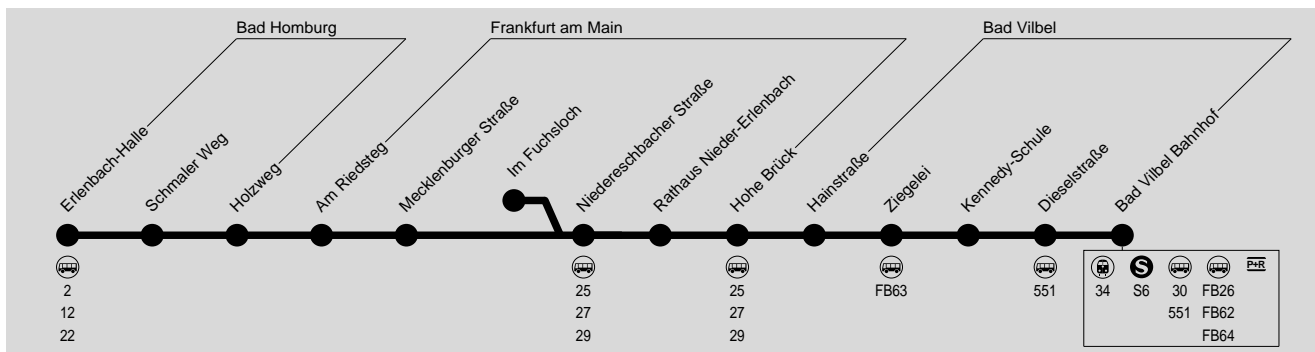 Bad Homburg
Frankfurt am Main
Bad Vilbel
Erlenbach-Halle
Schmaler Weg
Holzweg
Am Riedsteg
Mecklenburger Straße
Im Fuchsloch
Niedereschbacher Straße
Rathaus Nieder-Erlenbach
Hohe Brück
Hainstraße
Ziegelei
Kennedy-Schule
Dieselstraße
Bad Vilbel Bahnhof
S P+R
2 25 25 FB63 551 34 S6 30 FB26
12 27 27 551 FB62
22 29 29 FB64